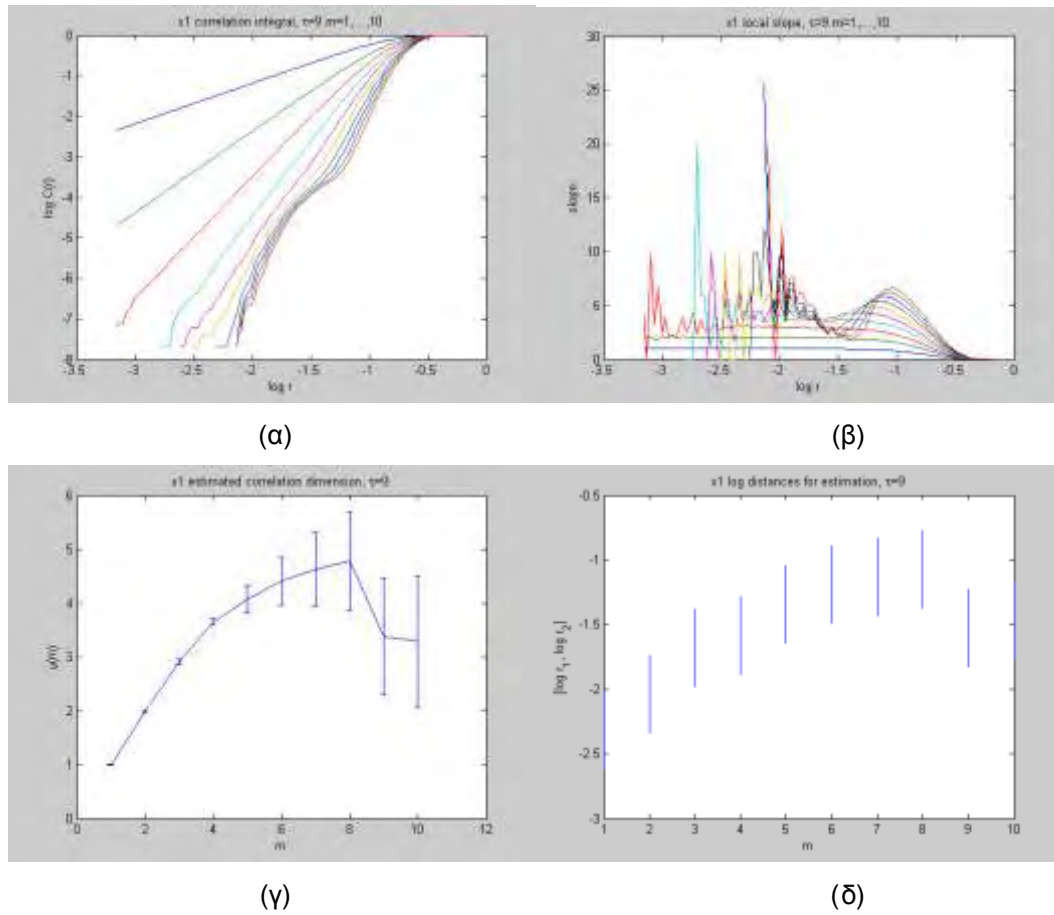 x1 correlation integral, τ=9 m=1,...,10
0
-1
-2
-3
-4
-5
-6
-7
-8
log C(r)
-3.5 -3 -2.5 -2 -1.5 -1 -0.5 0
log r
(α)
x1 local slope, τ=9 m=1,...,10
30
25
20
15
10
5
0
slope
-3.5 -3 -2.5 -2 -1.5 -1 -0.5 0
log r
(β)
x1 estimated correlation dimension, τ=9
6
5
4
3
2
1
0
ν(m)
0 2 4 6 8 10 12
m
(γ)
x1 log distances for estimation, τ=9
-0.5
-1
-1.5
-2
-2.5
-3
[log r1, log r2]
1 2 3 4 5 6 7 8 9 10
m
(δ)